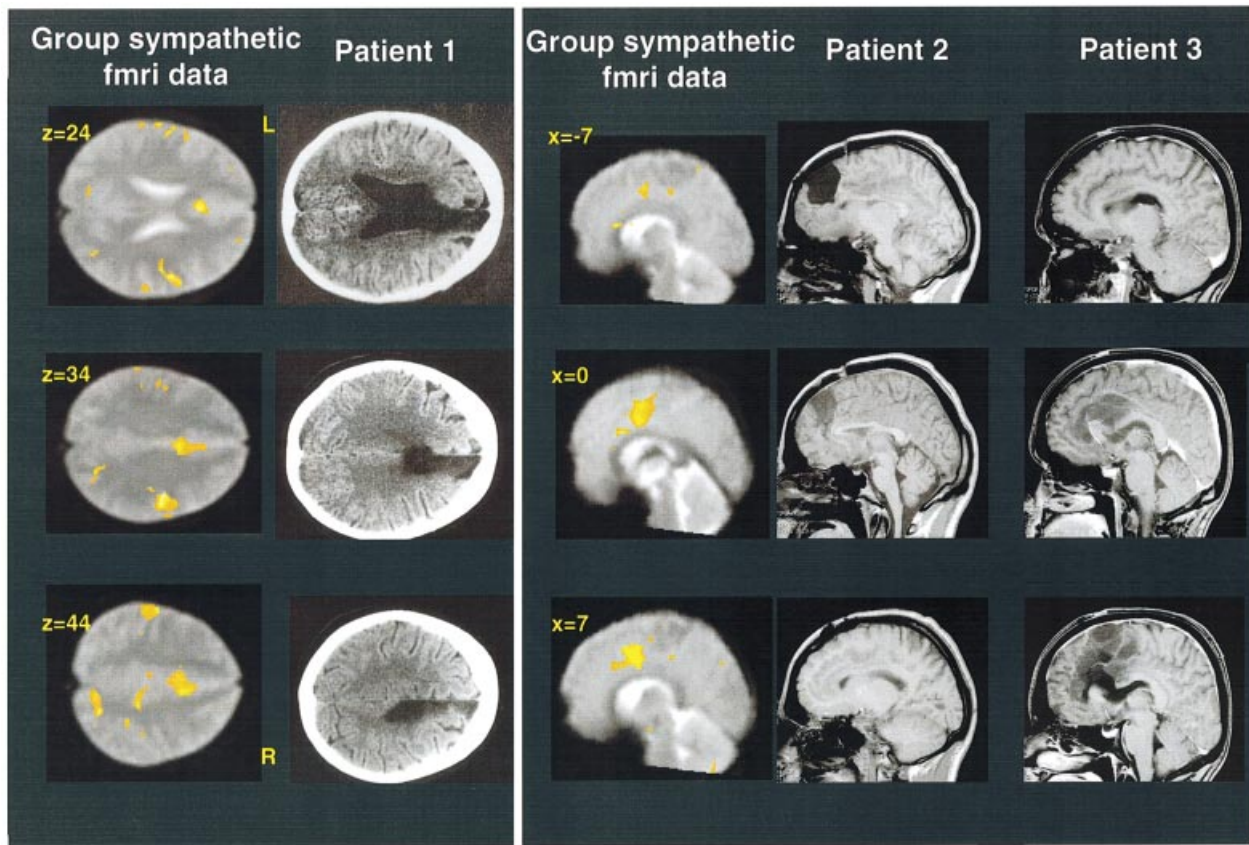 Group sympathetic
fmri data
Patient 1
z=24
L
z=34
z=44
R
Group sympathetic
fmri data
Patient 2
Patient 3
x=-7
x=0
x=7